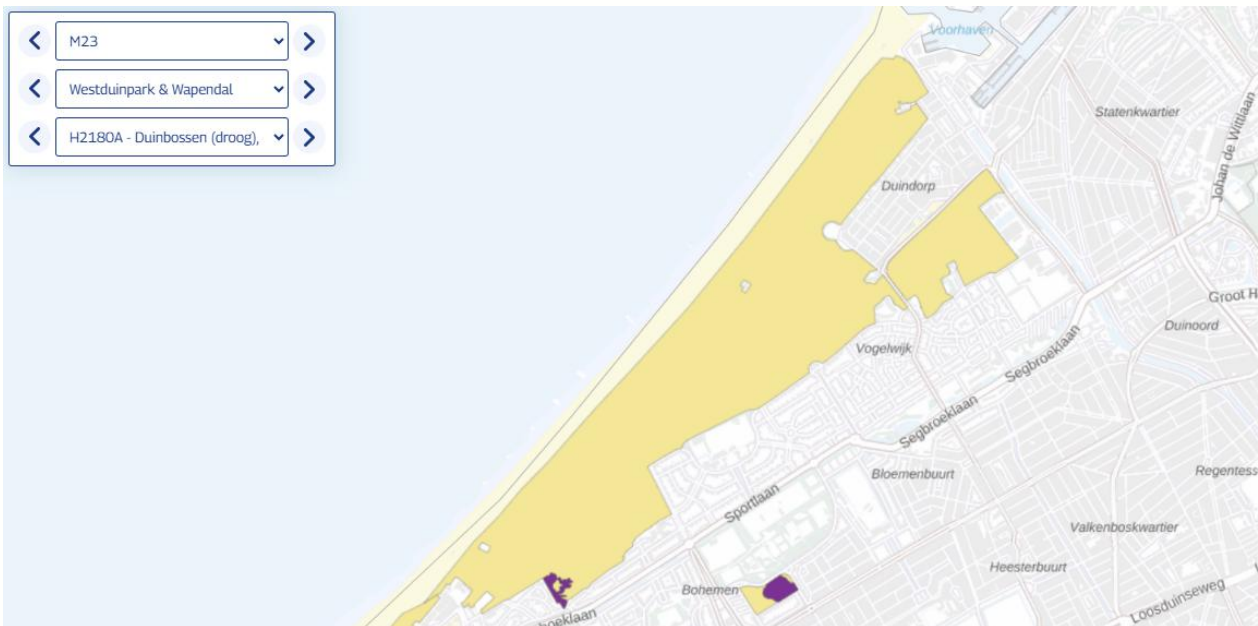 M23
Westduinpark & Wapendal
H2180A - Duinbossen (droog),
Voorhaven
Statenkwartier
Johan de Wittlaan
Duindorp
Groot H
Duinoord
Vogelwijk
Segbroeklaan
Segbroeklaan
Bloemenbuurt
Regentess
Sportlaan
Valkenboskwartier
Heesterbuurt
Bohemen
Loosduinseweg
broeklaan